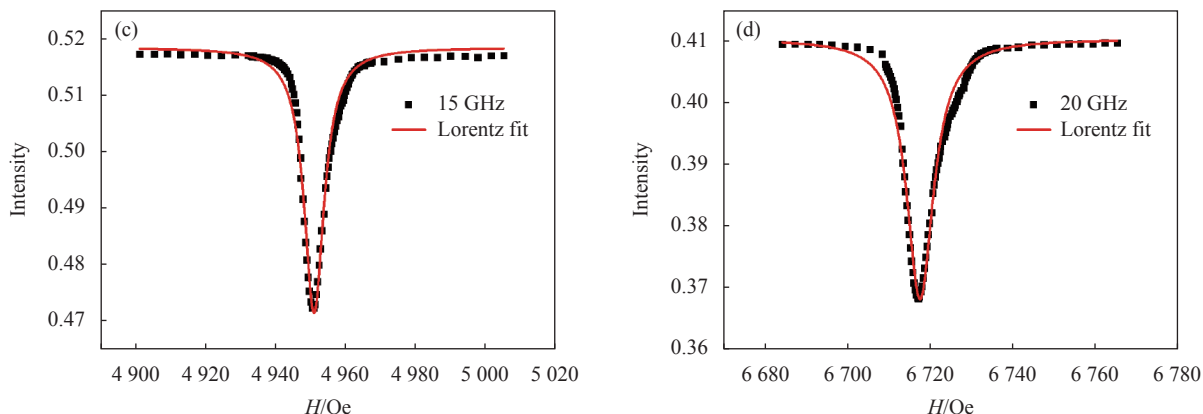 (c)
0.52
0.51
0.50
0.49
0.48
0.47
Intensity
15 GHz
Lorentz fit
4 900 4 920 4 940 4 960 4 980 5 000 5 020
H/Oe
(d)
0.41
0.40
0.39
0.38
0.37
0.36
Intensity
20 GHz
Lorentz fit
6 680 6 700 6 720 6 740 6 760 6 780
H/Oe